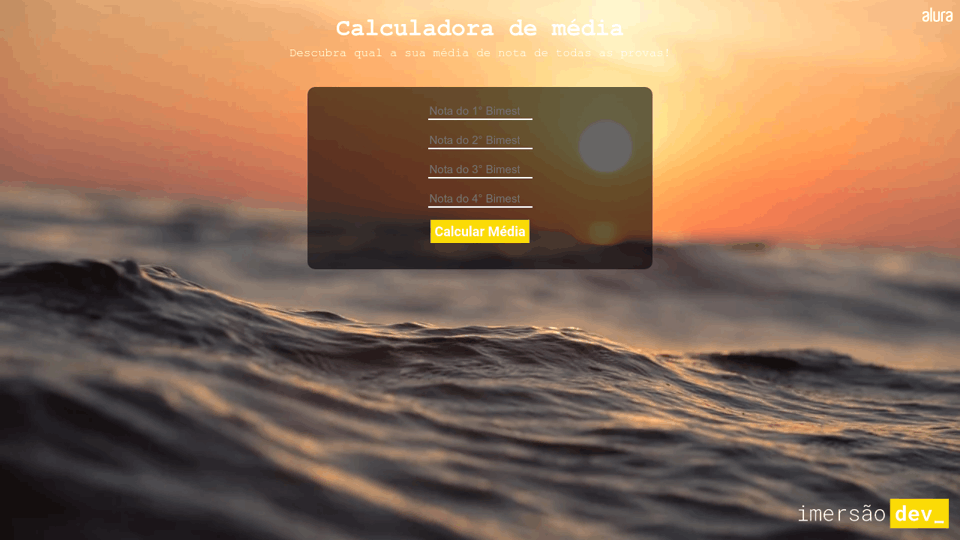 alura
Calculadora de média
Descubra qual a sua média de nota de todas as provas!
Nota do 1° Bimest
Nota do 2° Bimest
Nota do 3° Bimest
Nota do 4° Bimest
Calcular Média
imersão dev_